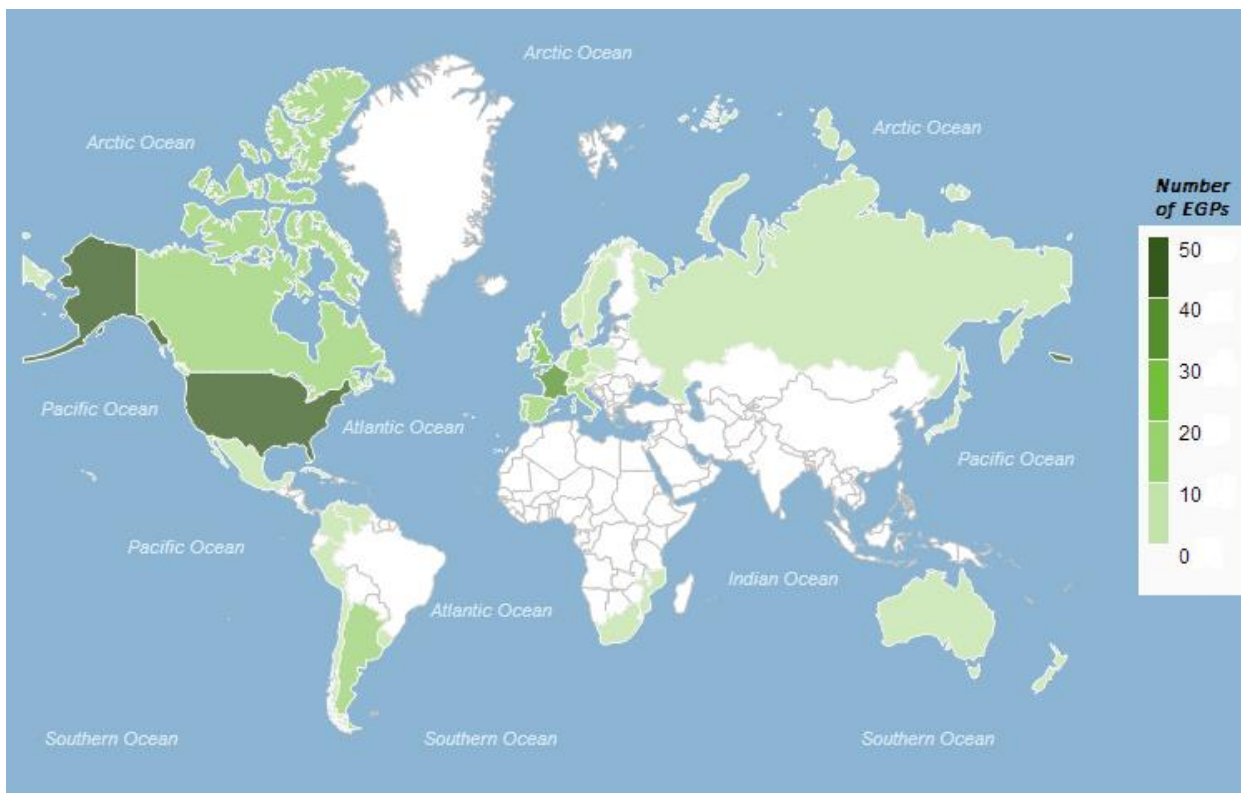 Arctic Ocean
Arctic Ocean
Arctic Ocean
Number
of EGPs
50
40
30
20
10
0
Pacific Ocean
Atlantic Ocean
Pacific Ocean
Pacific Ocean
Indian Ocean
Atlantic Ocean
Southern Ocean
Southern Ocean
Southern Ocean